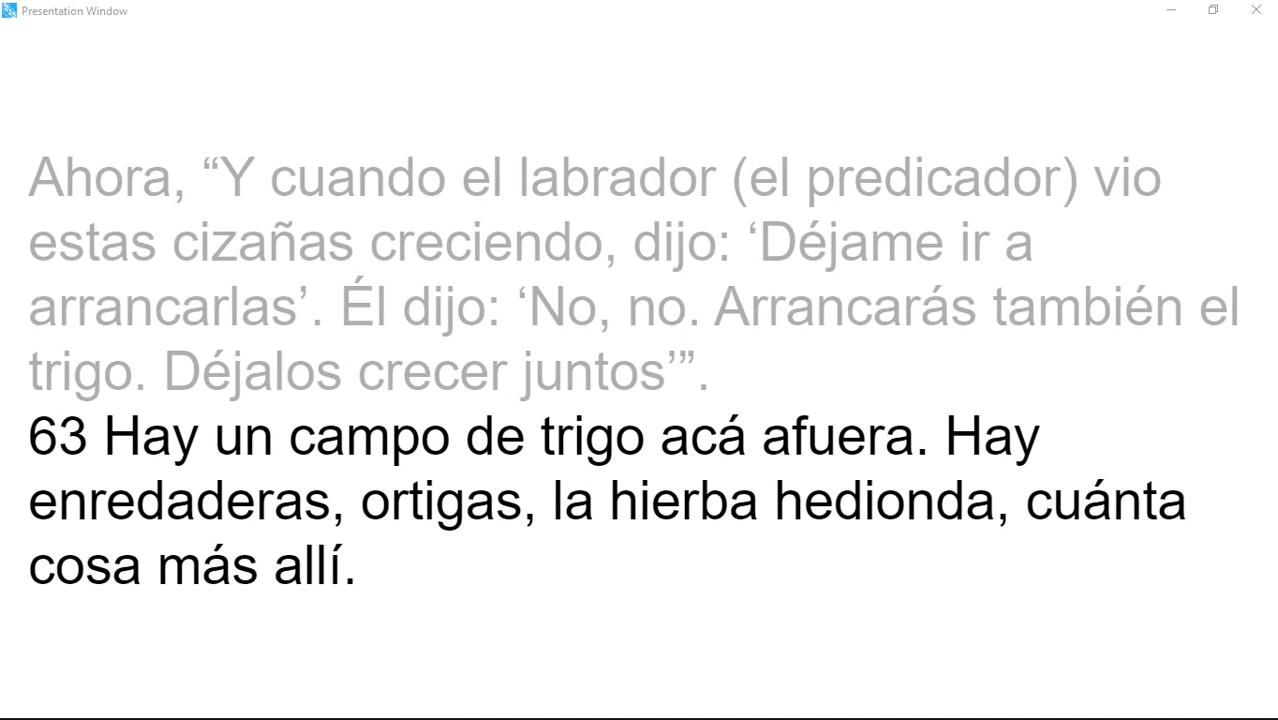 Presentation Window
Ahora, “Y cuando el labrador (el predicador) vio
estas cizañas creciendo, dijo: ‘Déjame ir a
arrancarlas’. Él dijo: ‘No, no. Arrancarás también el
trigo. Déjalos crecer juntos’”.
63 Hay un campo de trigo acá afuera. Hay
enredaderas, ortigas, la hierba hedionda, cuánta
cosa más allí.